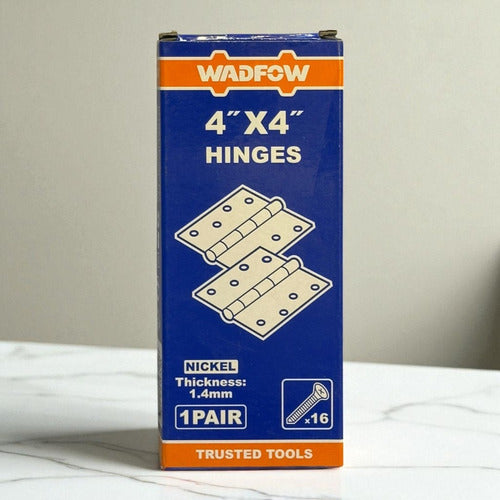 WADFOW
4″X4″
HINGES
NICKEL
Thickness:
1.4mm
1PAIR
x16
TRUSTED TOOLS